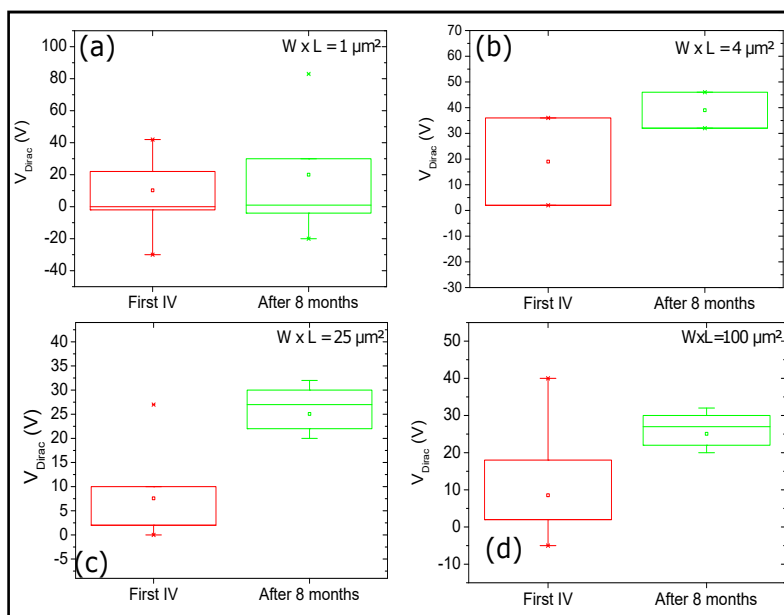 (a)
W x L = 1 µm²
V_Dirac (V)
100
80
60
40
20
0
-20
-40
First IV
After 8 months
(b)
W x L = 4 µm²
V_Dirac (V)
70
60
50
40
30
20
10
0
-10
-20
-30
First IV
After 8 months
(c)
W x L = 25 µm²
V_Dirac (V)
40
35
30
25
20
15
10
5
0
-5
First IV
After 8 months
(d)
WxL=100 µm²
V_Dirac (V)
50
40
30
20
10
0
-10
First IV
After 8 months